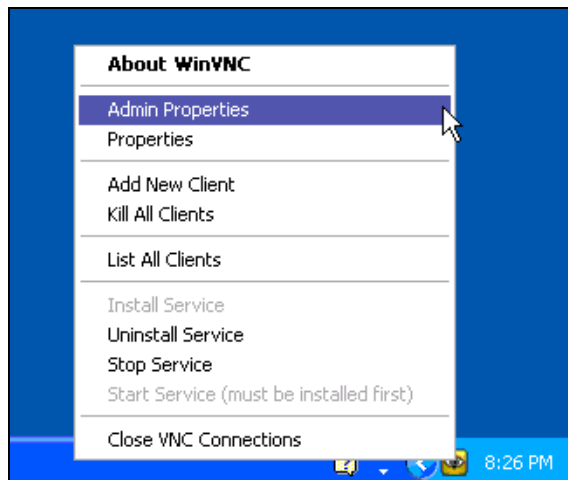 About WinVNC
Admin Properties
Properties
Add New Client
Kill All Clients
List All Clients
Install Service
Uninstall Service
Stop Service
Start Service (must be installed first)
Close VNC Connections
8:26 PM